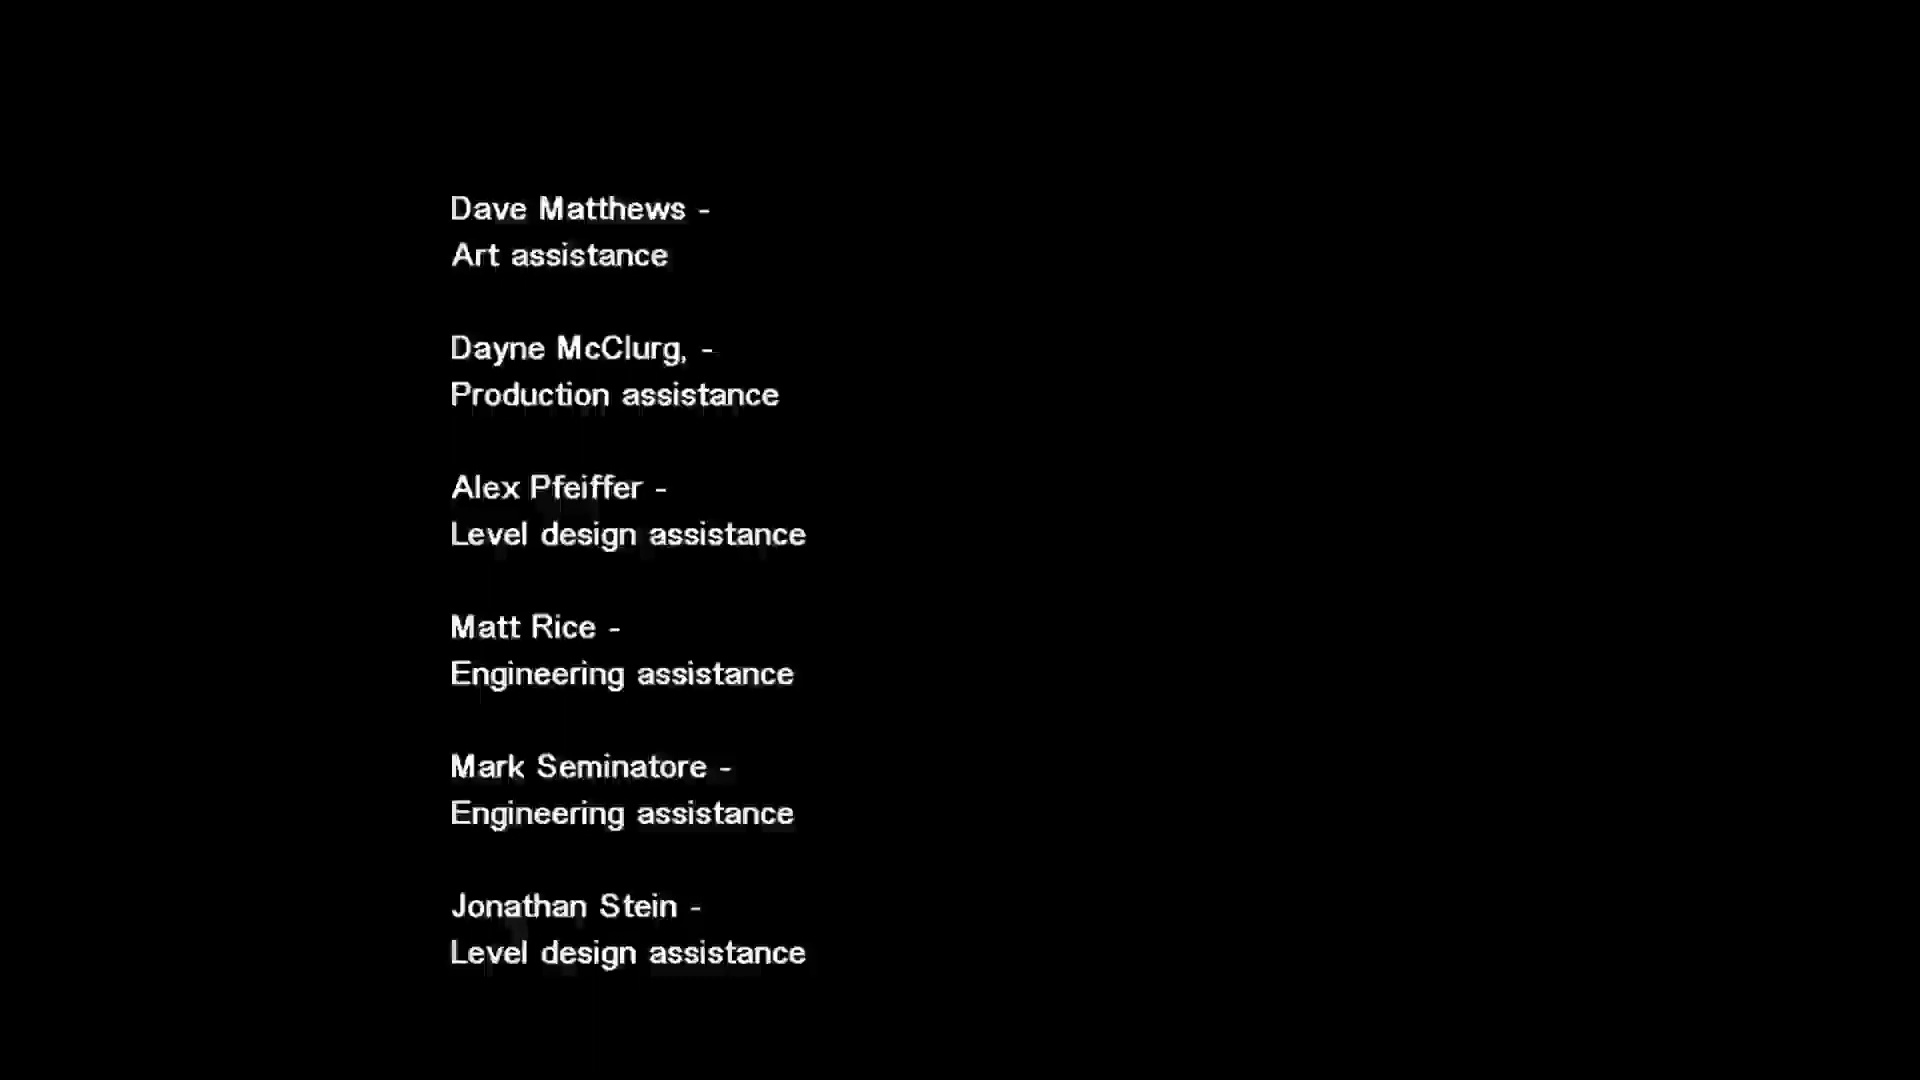 Dave Matthews -
Art assistance
Dayne McClurg, -
Production assistance
Alex Pfeiffer -
Level design assistance
Matt Rice -
Engineering assistance
Mark Seminatore -
Engineering assistance
Jonathan Stein -
Level design assistance